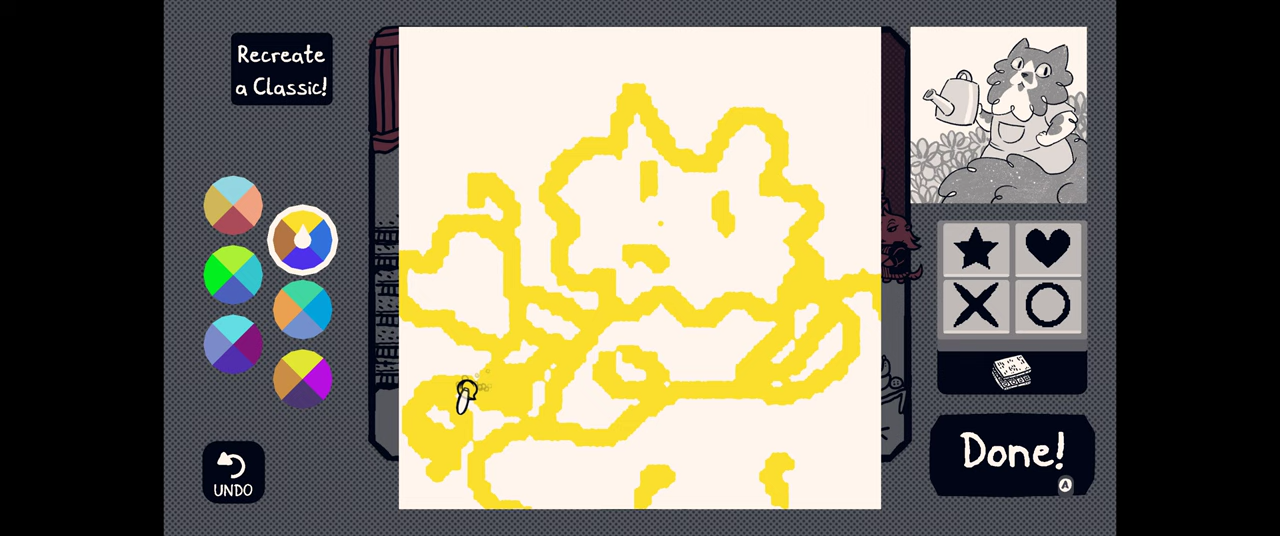 Recreate
a Classic!
UNDO
Done!
A